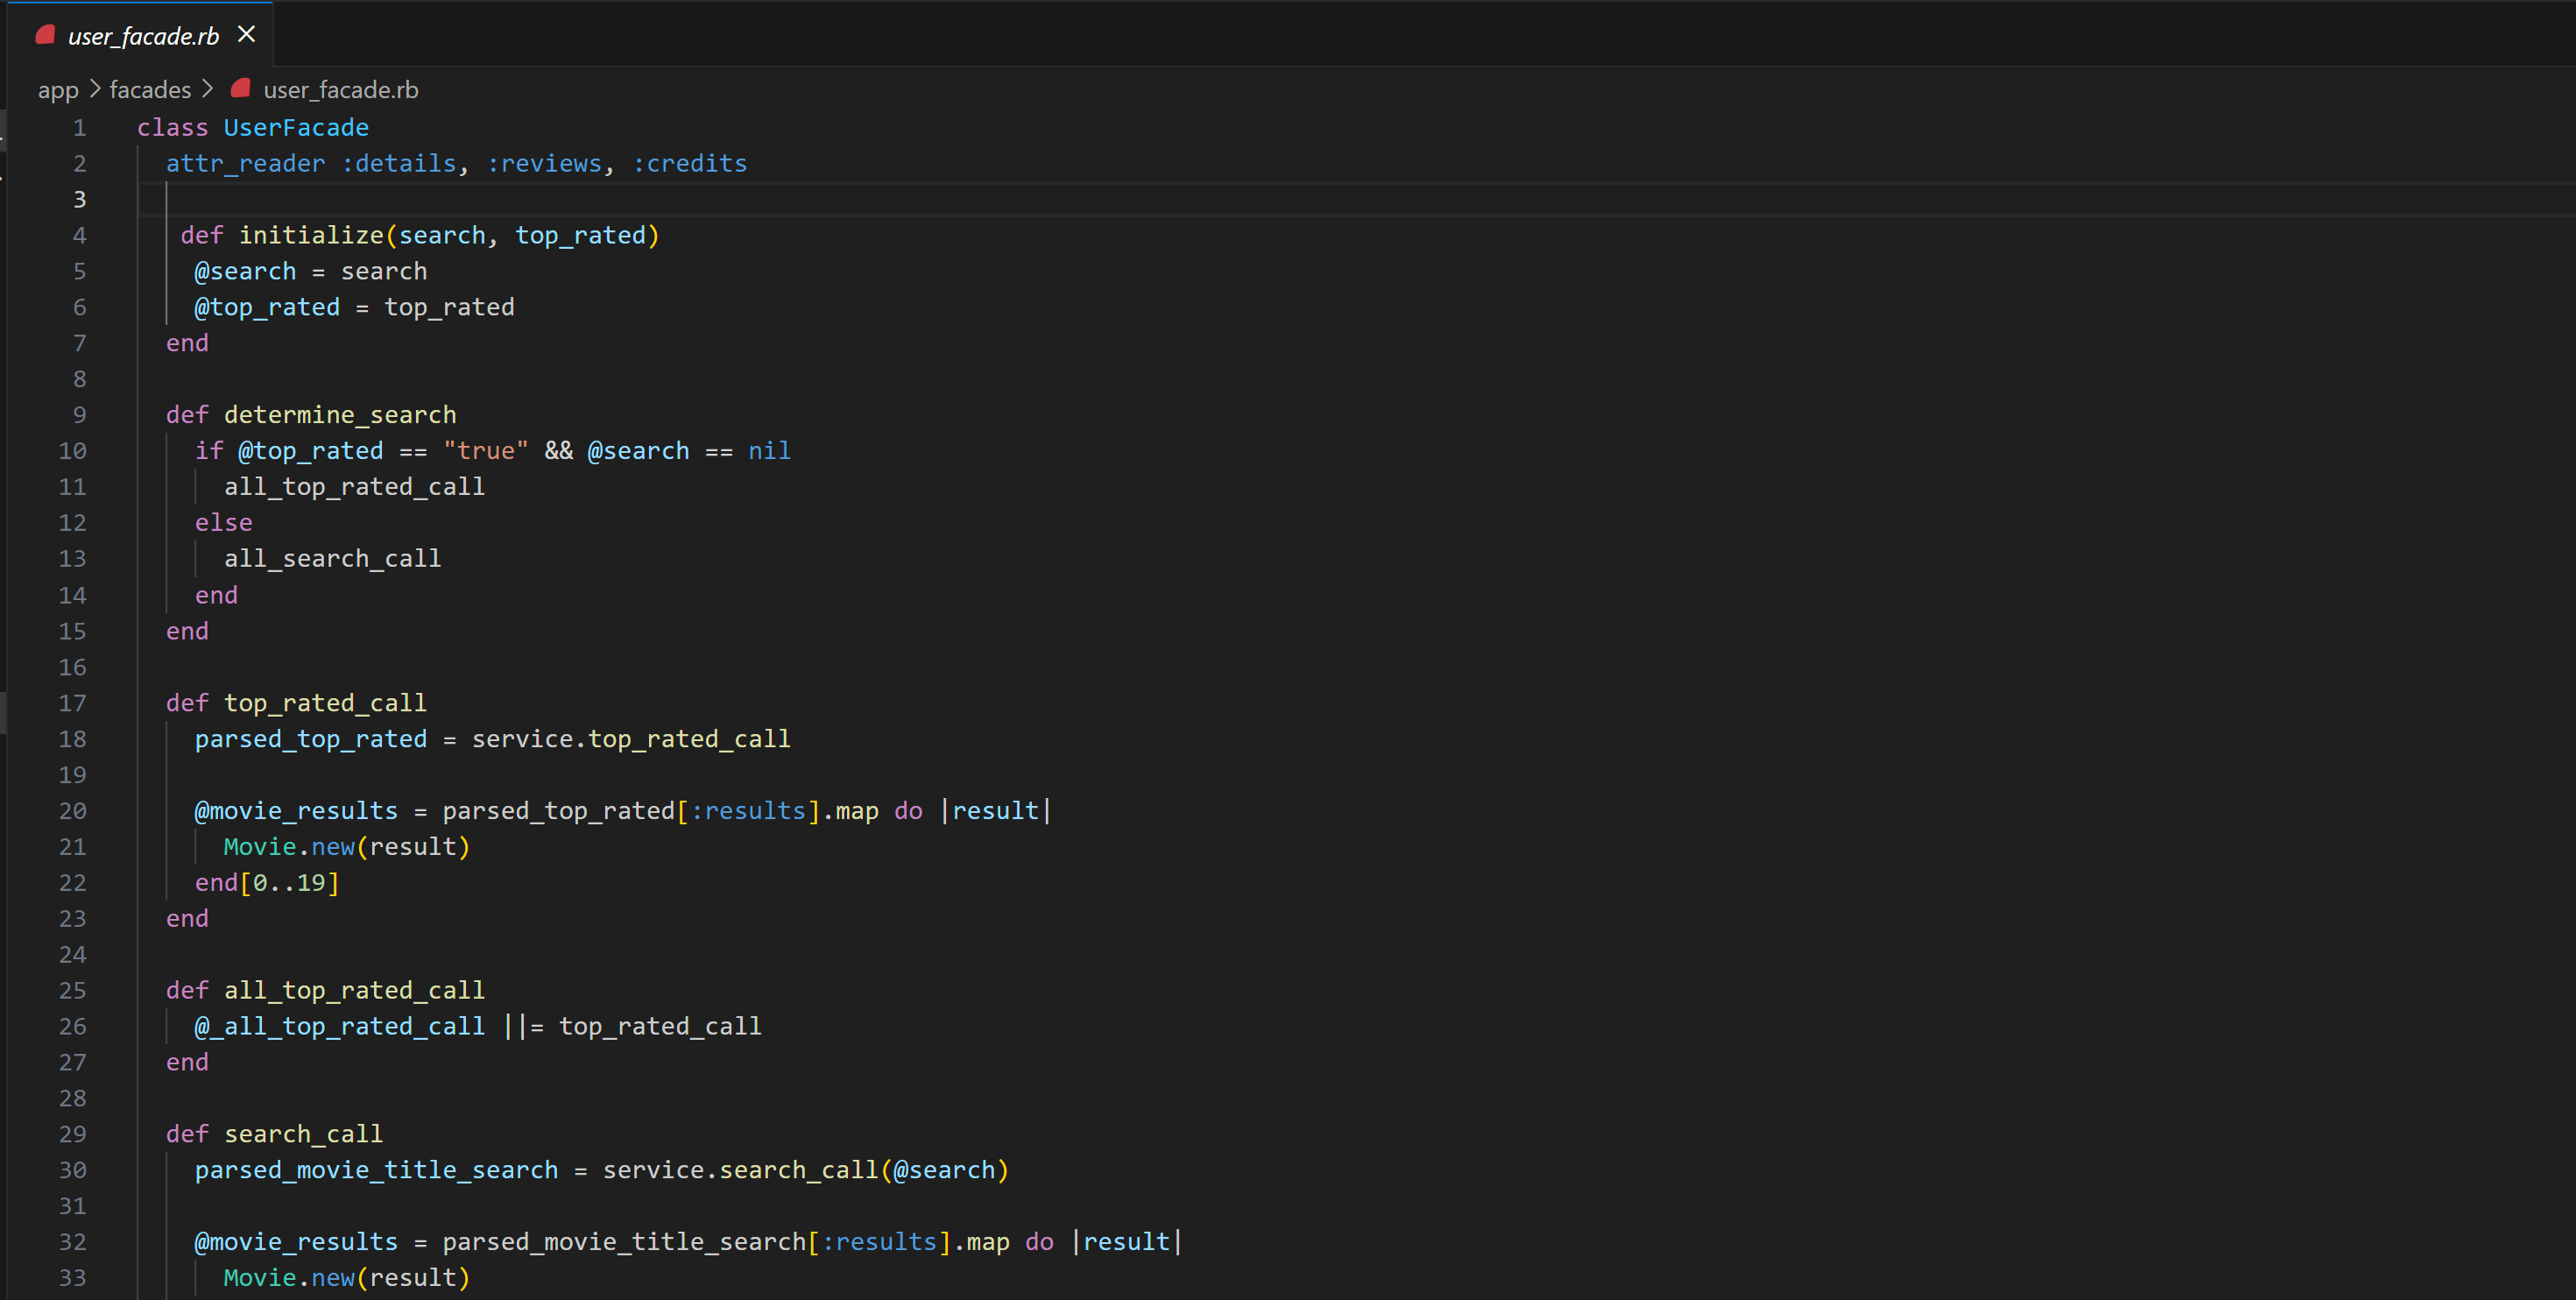 user_facade.rb
app > facades > user_facade.rb
1 class UserFacade
2   attr_reader :details, :reviews, :credits
3
4    def initialize(search, top_rated)
5     @search = search
6     @top_rated = top_rated
7   end
8
9   def determine_search
10     if @top_rated == "true" && @search == nil
11       all_top_rated_call
12     else
13       all_search_call
14     end
15   end
16
17   def top_rated_call
18     parsed_top_rated = service.top_rated_call
19
20     @movie_results = parsed_top_rated[:results].map do |result|
21       Movie.new(result)
22     end[0..19]
23   end
24
25   def all_top_rated_call
26     @_all_top_rated_call ||= top_rated_call
27   end
28
29   def search_call
30     parsed_movie_title_search = service.search_call(@search)
31
32     @movie_results = parsed_movie_title_search[:results].map do |result|
33       Movie.new(result)